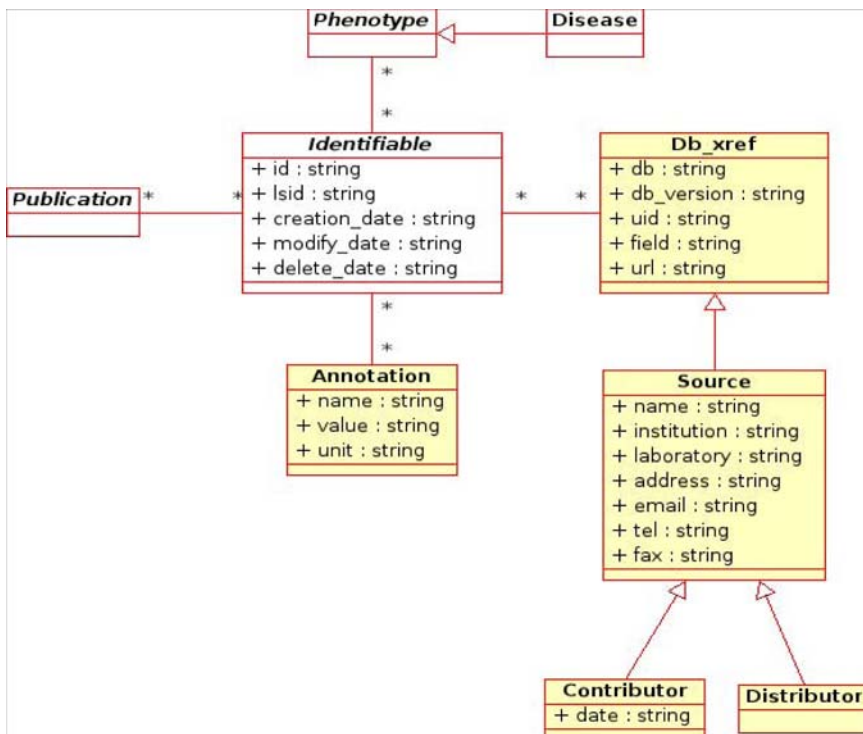 Phenotype
Disease
*
*
Identifiable
+ id : string
+ lsid : string
+ creation_date : string
+ modify_date : string
+ delete_date : string
Publication
*
*
*
*
Db_xref
+ db : string
+ db_version : string
+ uid : string
+ field : string
+ url : string
*
*
Annotation
+ name : string
+ value : string
+ unit : string
Source
+ name : string
+ institution : string
+ laboratory : string
+ address : string
+ email : string
+ tel : string
+ fax : string
Contributor
+ date : string
Distributor